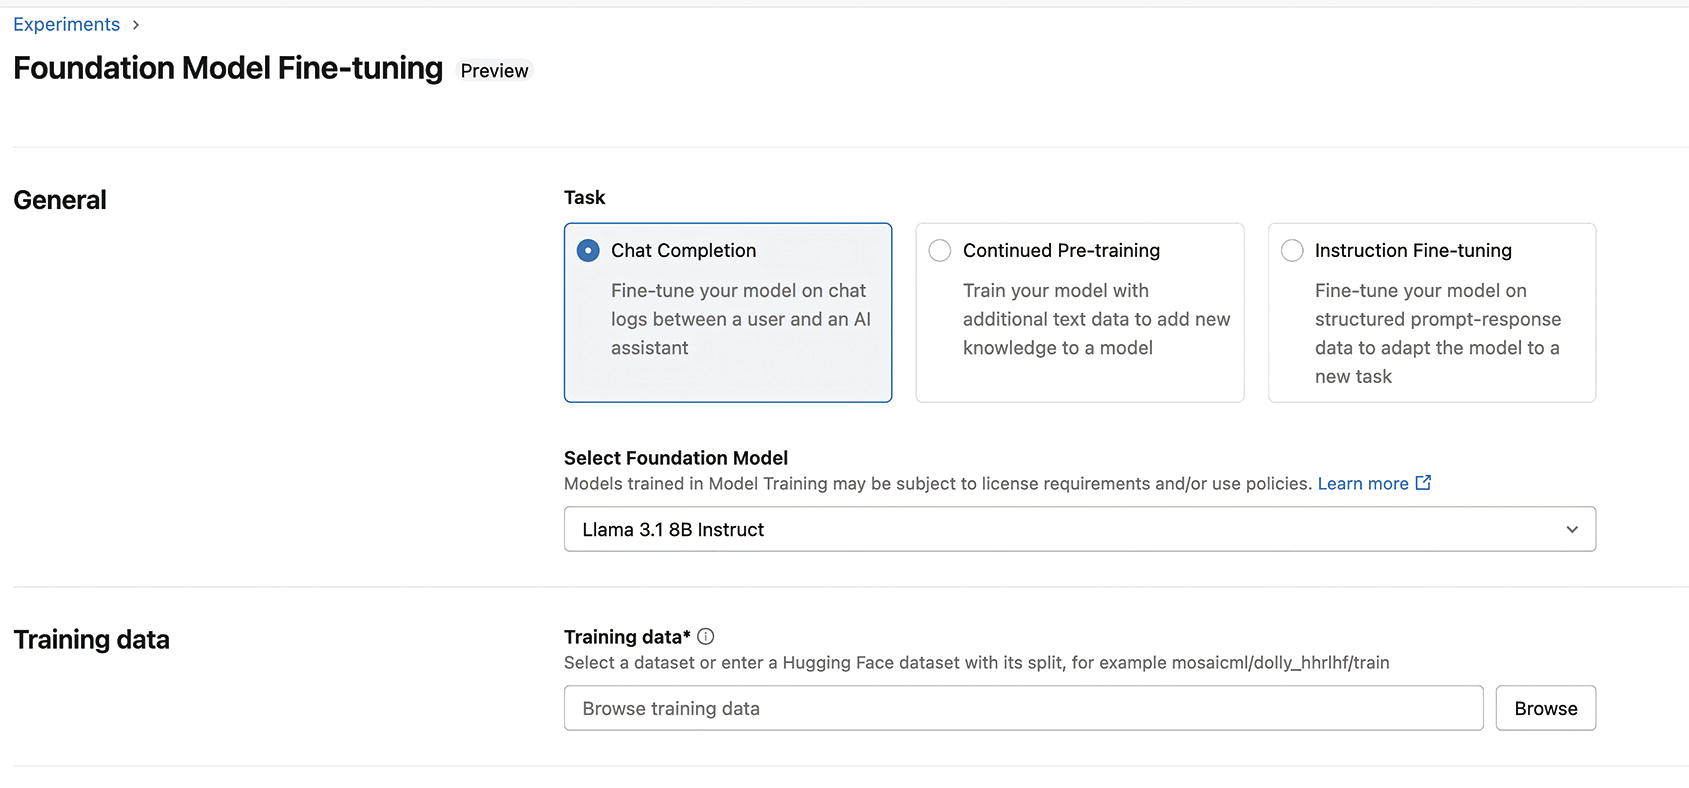 Experiments
Foundation Model Fine-tuning Preview
General
Task
Chat Completion
Fine-tune your model on chat
logs between a user and an AI
assistant
Continued Pre-training
Train your model with
additional text data to add new
knowledge to a model
Instruction Fine-tuning
Fine-tune your model on
structured prompt-response
data to adapt the model to a
new task
Select Foundation Model
Models trained in Model Training may be subject to license requirements and/or use policies. Learn more
Llama 3.1 8B Instruct
Training data
Training data*
Select a dataset or enter a Hugging Face dataset with its split, for example mosaicml/dolly_hhrlhf/train
Browse training data
Browse